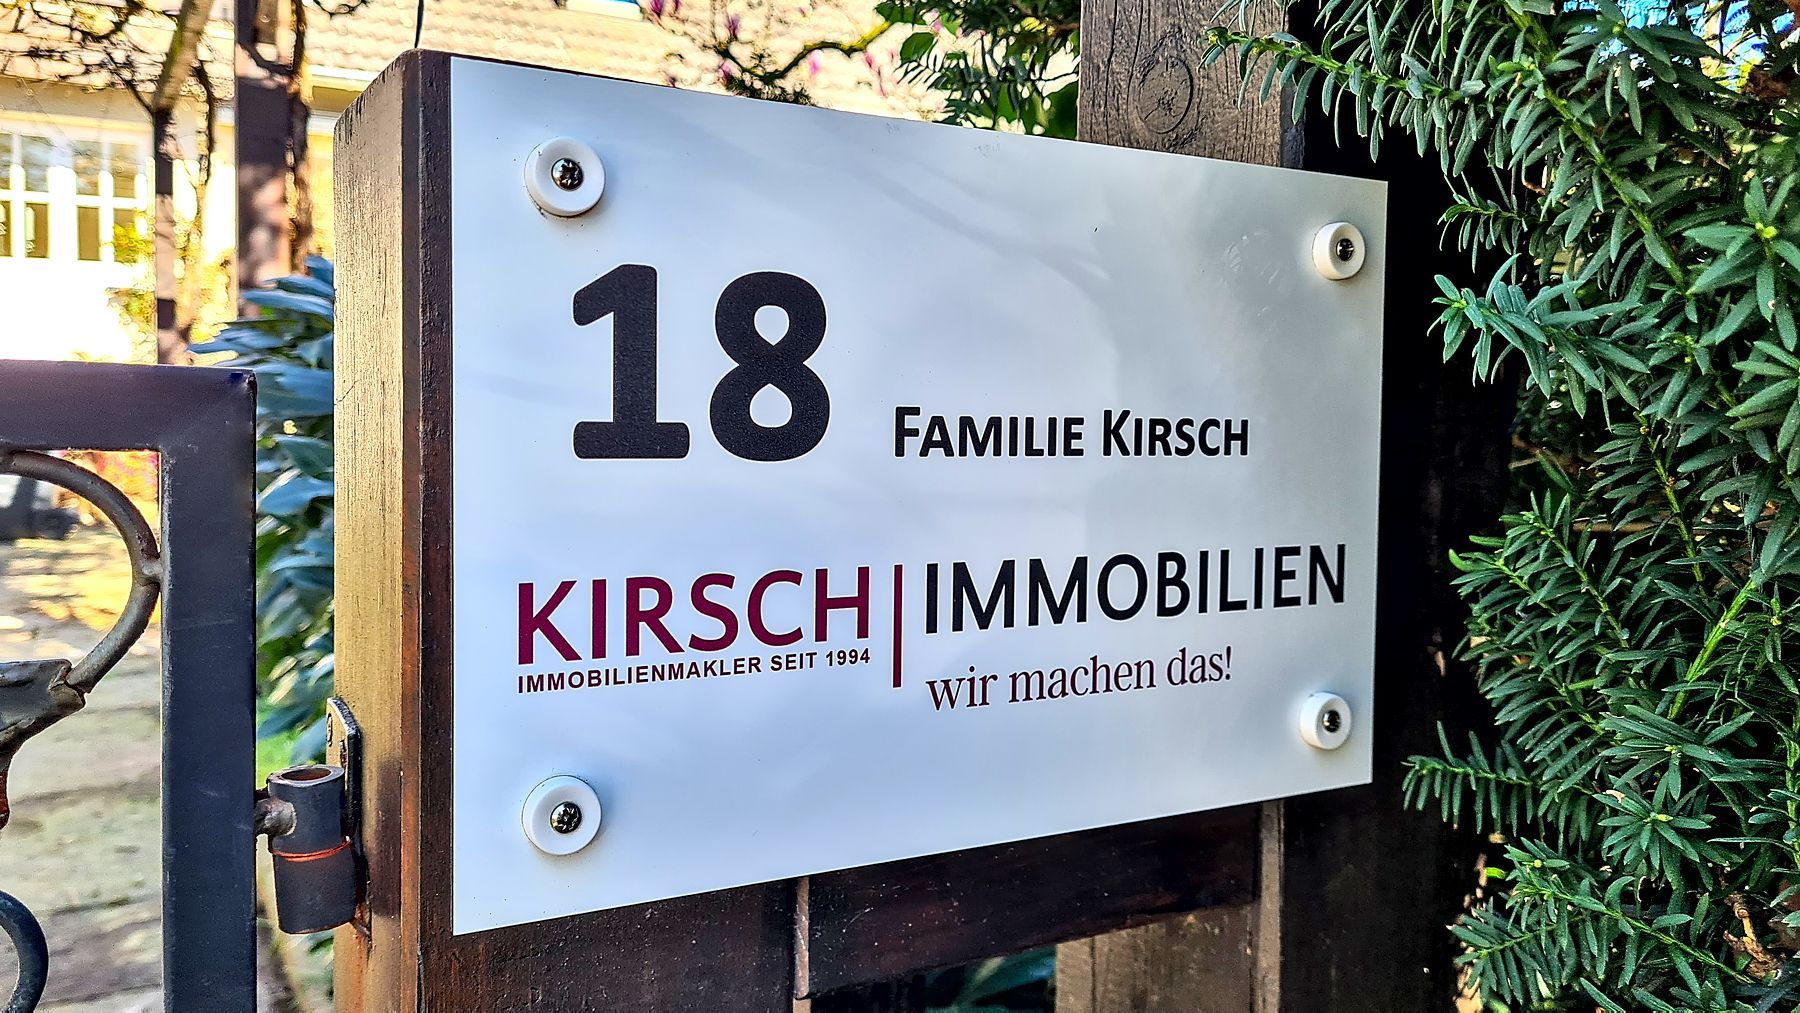 18 FAMILIE KIRSCH
KIRSCH | IMMOBILIEN
IMMOBILIENMAKLER SEIT 1994
wir machen das!